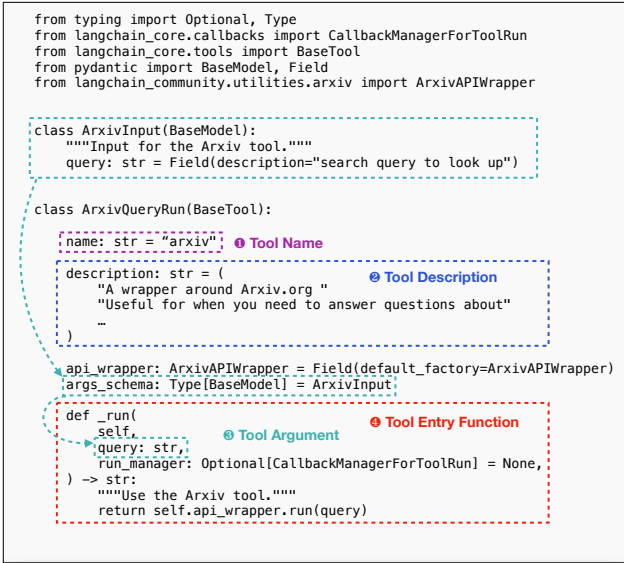 from typing import Optional, Type
from langchain_core.callbacks import CallbackManagerForToolRun
from langchain_core.tools import BaseTool
from pydantic import BaseModel, Field
from langchain_community.utilities.arxiv import ArxivAPIWrapper
class ArxivInput(BaseModel):
    """Input for the Arxiv tool."""
    query: str = Field(description="search query to look up")
class ArxivQueryRun(BaseTool):
    name: str = “arxiv" ❶ Tool Name
    description: str = ( ❷ Tool Description
        "A wrapper around Arxiv.org "
        "Useful for when you need to answer questions about"
        …
    )
    api_wrapper: ArxivAPIWrapper = Field(default_factory=ArxivAPIWrapper)
    args_schema: Type[BaseModel] = ArxivInput
    def _run( ❹ Tool Entry Function
        self, ❸ Tool Argument
        query: str,
        run_manager: Optional[CallbackManagerForToolRun] = None,
    ) -> str:
        """Use the Arxiv tool."""
        return self.api_wrapper.run(query)